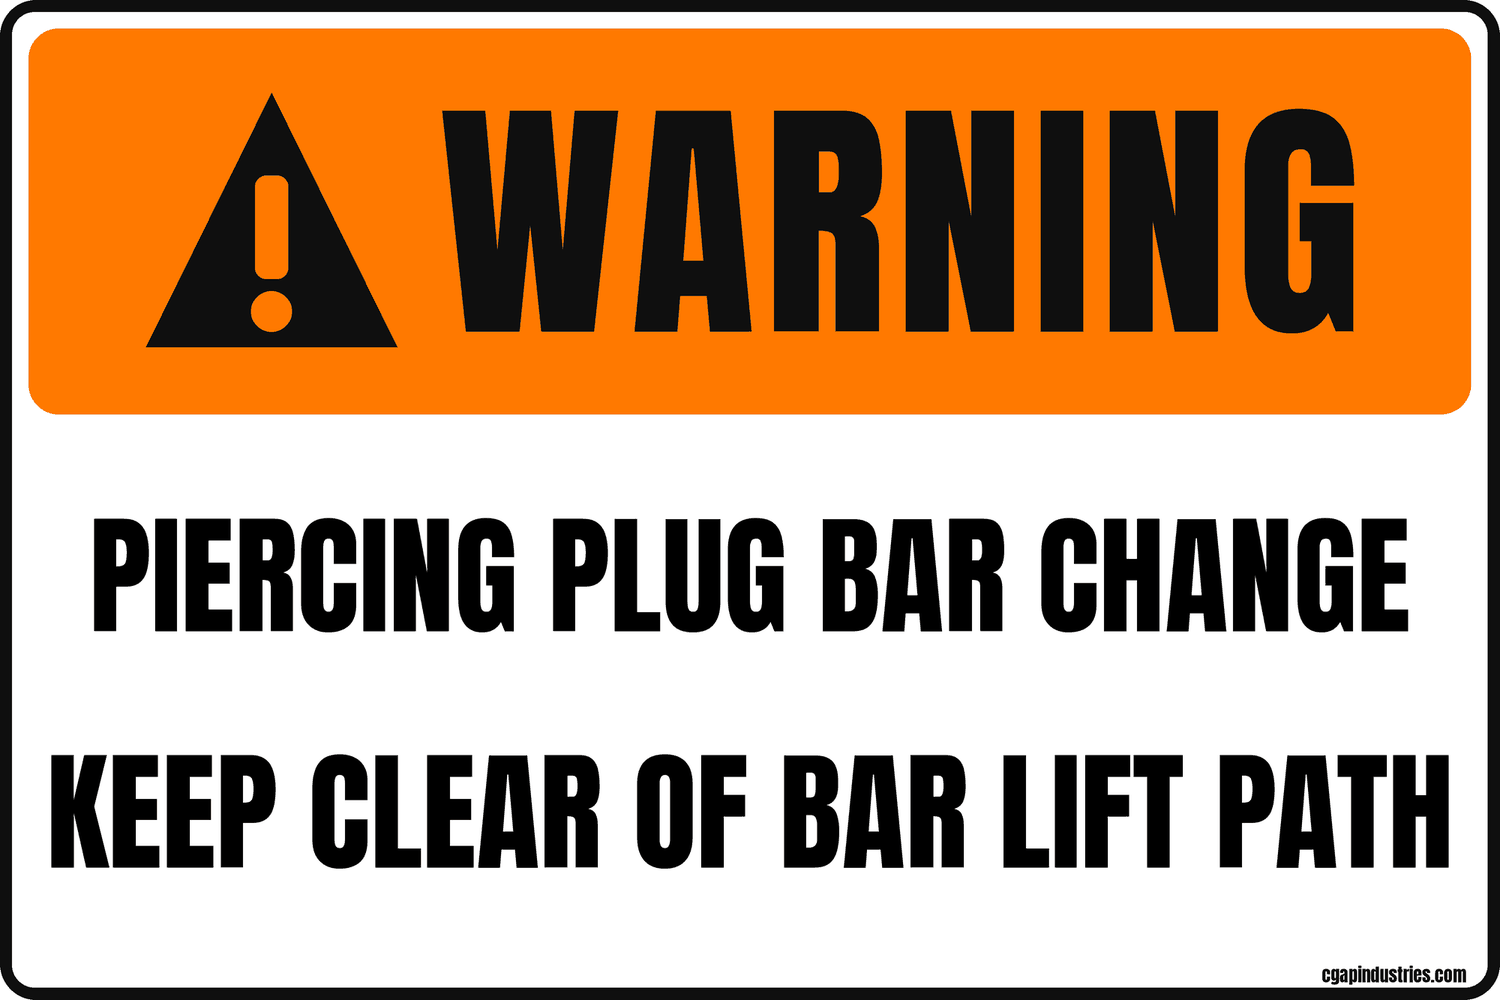 WARNING
PIERCING PLUG BAR CHANGE
KEEP CLEAR OF BAR LIFT PATH
cgapindustries.com